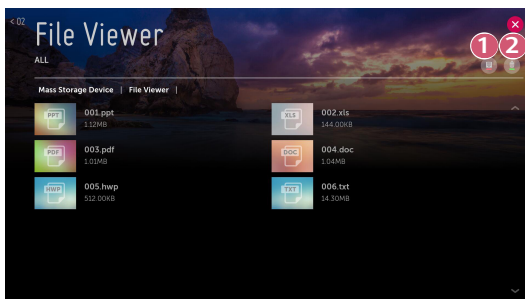 < 02
File Viewer
ALL
1 2
Mass Storage Device | File Viewer |
PPT 001.ppt
1.12MB
XLS 002.xls
144.00KB
PDF 003.pdf
1.01MB
DOC 004.doc
1.04MB
HWP 005.hwp
512.00KB
TXT 006.txt
14.30MB